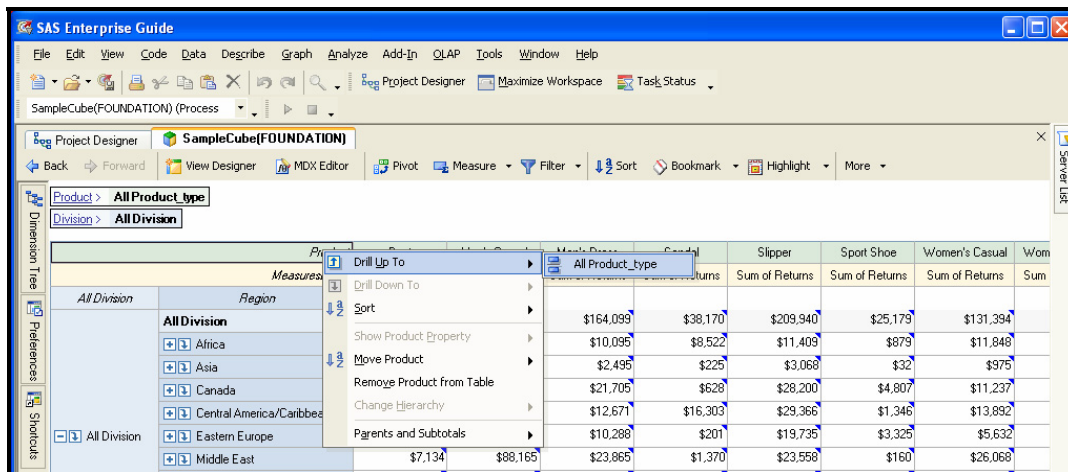 SAS Enterprise Guide
File Edit View Code Data Describe Graph Analyze Add-In OLAP Tools Window Help
Project Designer Maximize Workspace Task Status
SampleCube(FOUNDATION) (Process
Project Designer SampleCube(FOUNDATION)
Back Forward View Designer MDX Editor Pivot Measure Filter Sort Bookmark Highlight More
Server List
Dimension Tree
Preferences
Shortcuts
Product > All Product_type
Division > All Division
Slipper Sport Shoe Women's Casual Wom
Measures Sum of Returns Sum of Returns Sum of Returns Sum
Drill Up To All Product_type
Drill Down To
Sort
Show Product Property
Move Product
Remove Product from Table
Change Hierarchy
Parents and Subtotals
All Division Region
All Division $164,099 $38,170 $209,940 $25,179 $131,394
Africa $10,095 $8,522 $11,409 $879 $11,848
Asia $2,495 $225 $3,068 $32 $975
Canada $21,705 $628 $28,200 $4,807 $11,237
Central America/Caribbea $12,671 $16,303 $29,366 $1,346 $13,892
All Division Eastern Europe $10,288 $201 $19,735 $3,325 $5,632
Middle East $7,134 $88,165 $23,865 $1,370 $23,558 $160 $26,068